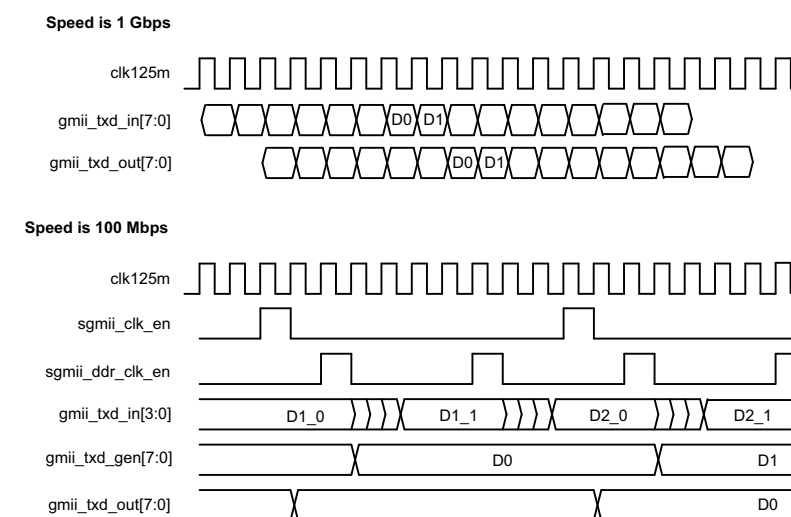 Speed is 1 Gbps
clk125m
gmii_txd_in[7:0] D0 D1
gmii_txd_out[7:0] D0 D1
Speed is 100 Mbps
clk125m
sgmii_clk_en
sgmii_ddr_clk_en
gmii_txd_in[3:0] D1_0 D1_1 D2_0 D2_1
gmii_txd_gen[7:0] D0 D1
gmii_txd_out[7:0] D0